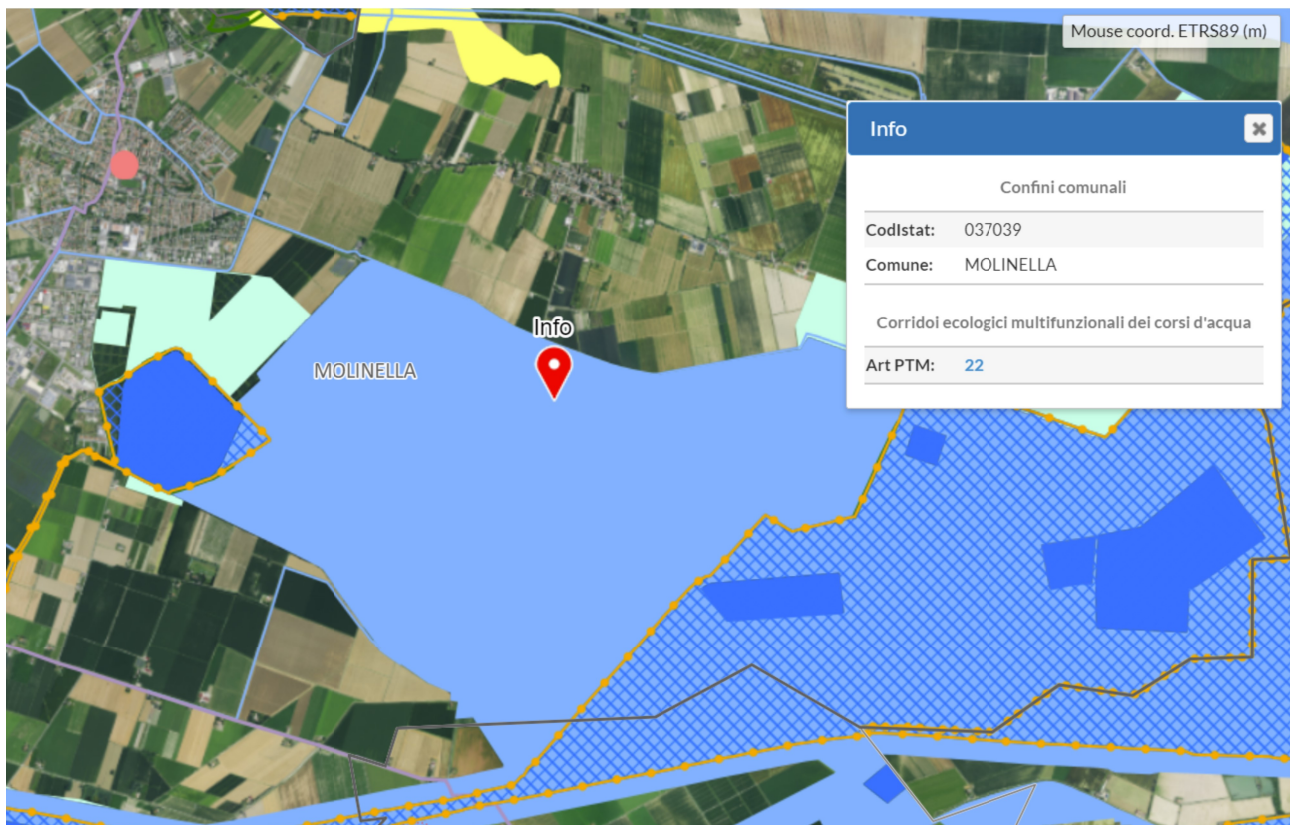 Mouse coord. ETRS89 (m)
Info
Confini comunali
CodIstat: 037039
Comune: MOLINELLA
Corridoi ecologici multifunzionali dei corsi d'acqua
Art PTM: 22
Info
MOLINELLA